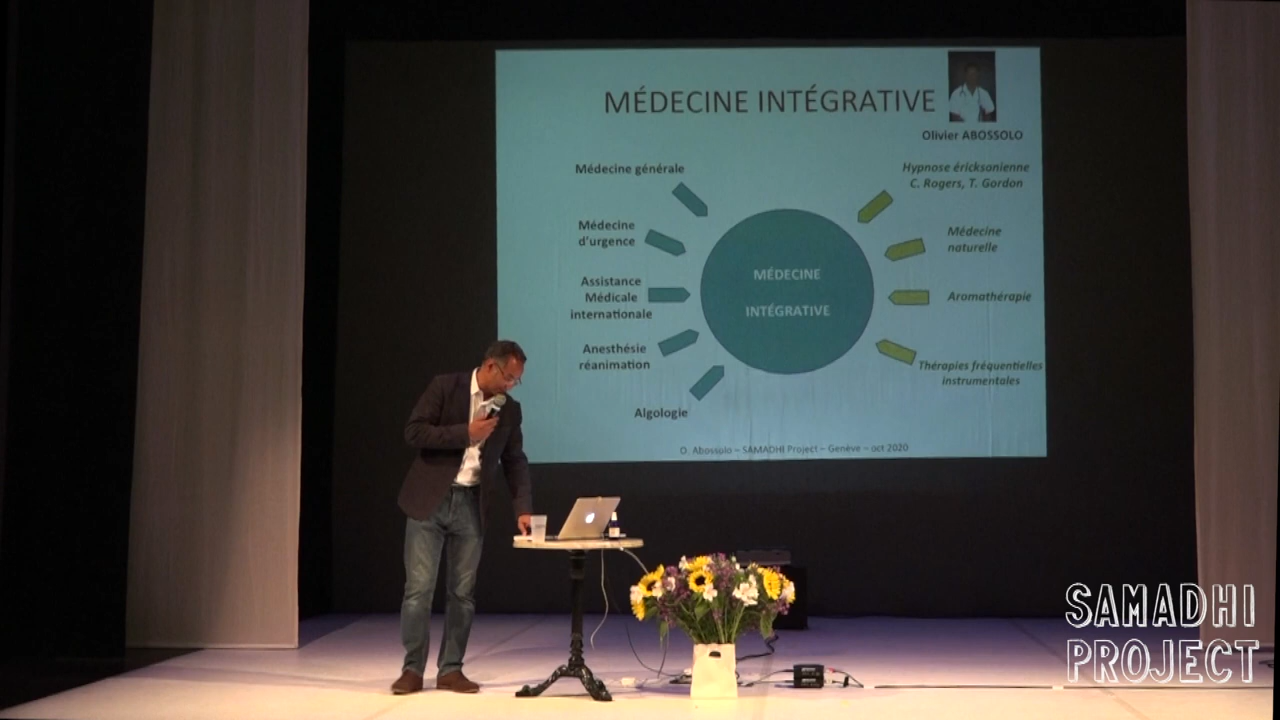 MÉDECINE INTÉGRATIVE
Olivier ABOSSOLO
Médecine générale
Médecine
d'urgence
Assistance
Médicale
internationale
Anesthésie
réanimation
Algologie
MÉDECINE
INTÉGRATIVE
Hypnose éricksonienne
C. Rogers, T. Gordon
Médecine
naturelle
Aromathérapie
Thérapies fréquentielles
instrumentales
O. Abossolo – SAMADHI Project – Genève – oct 2020
SAMADHI
PROJECT